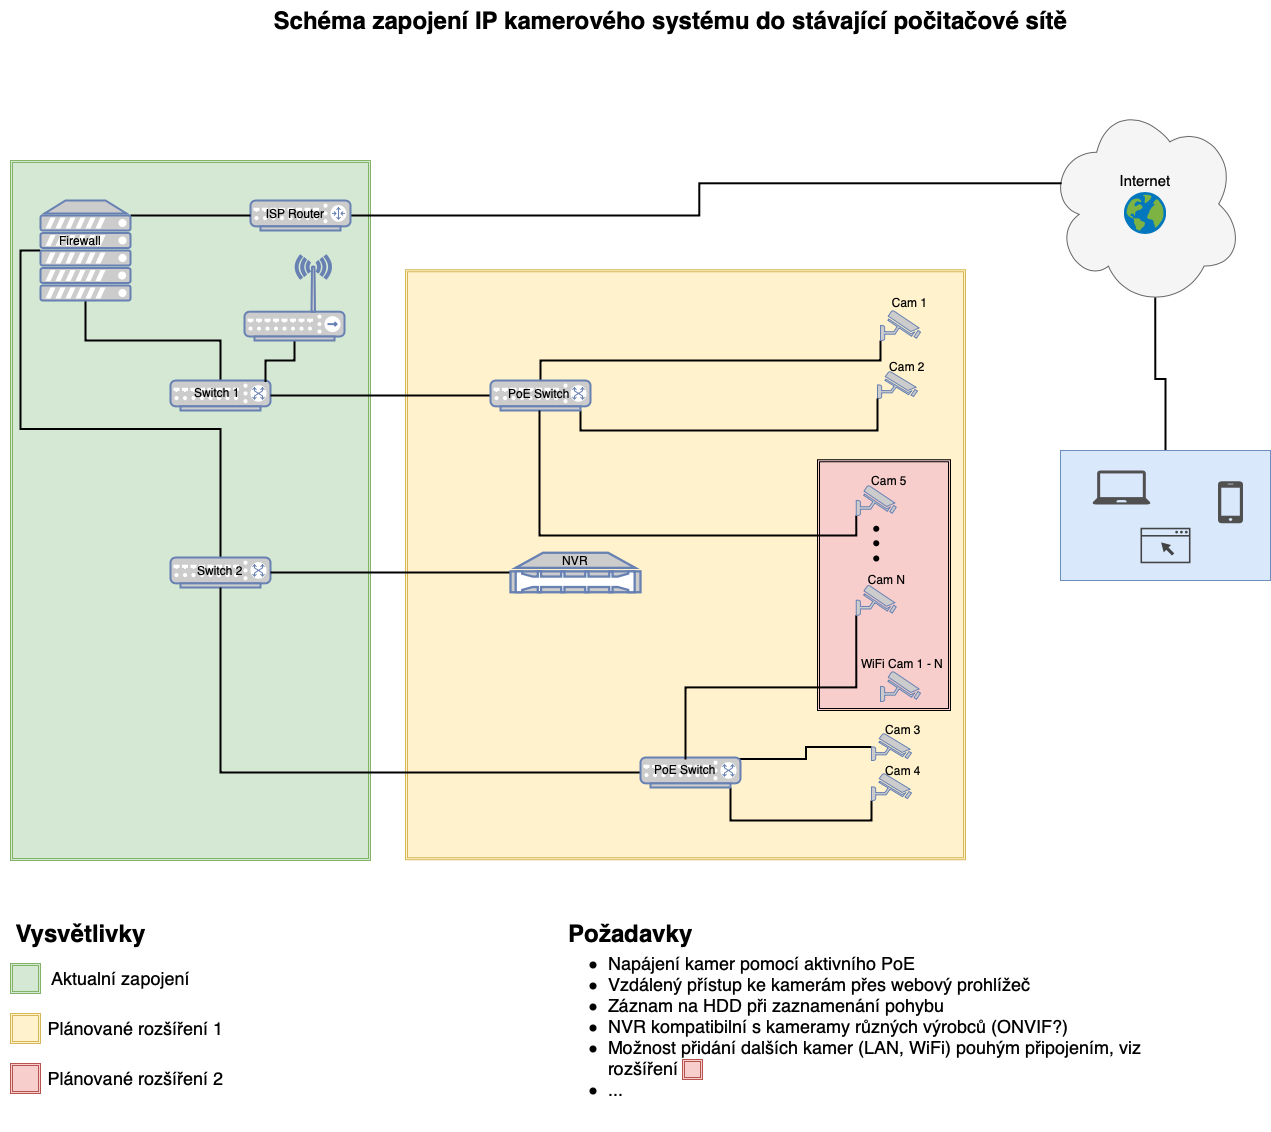 Schéma zapojení IP kamerového systému do stávající počitačové sítě
Internet
ISP Router
Firewall
Cam 1
Cam 2
Switch 1
PoE Switch
Cam 5
NVR
Switch 2
Cam N
WiFi Cam 1 - N
Cam 3
PoE Switch
Cam 4
Vysvětlivky
Aktualní zapojení
Plánované rozšíření 1
Plánované rozšíření 2
Požadavky
• Napájení kamer pomocí aktivního PoE
• Vzdálený přístup ke kamerám přes webový prohlížeč
• Záznam na HDD při zaznamenání pohybu
• NVR kompatibilní s kameramy různých výrobců (ONVIF?)
• Možnost přidání dalších kamer (LAN, WiFi) pouhým připojením, viz
rozšíření
• ...